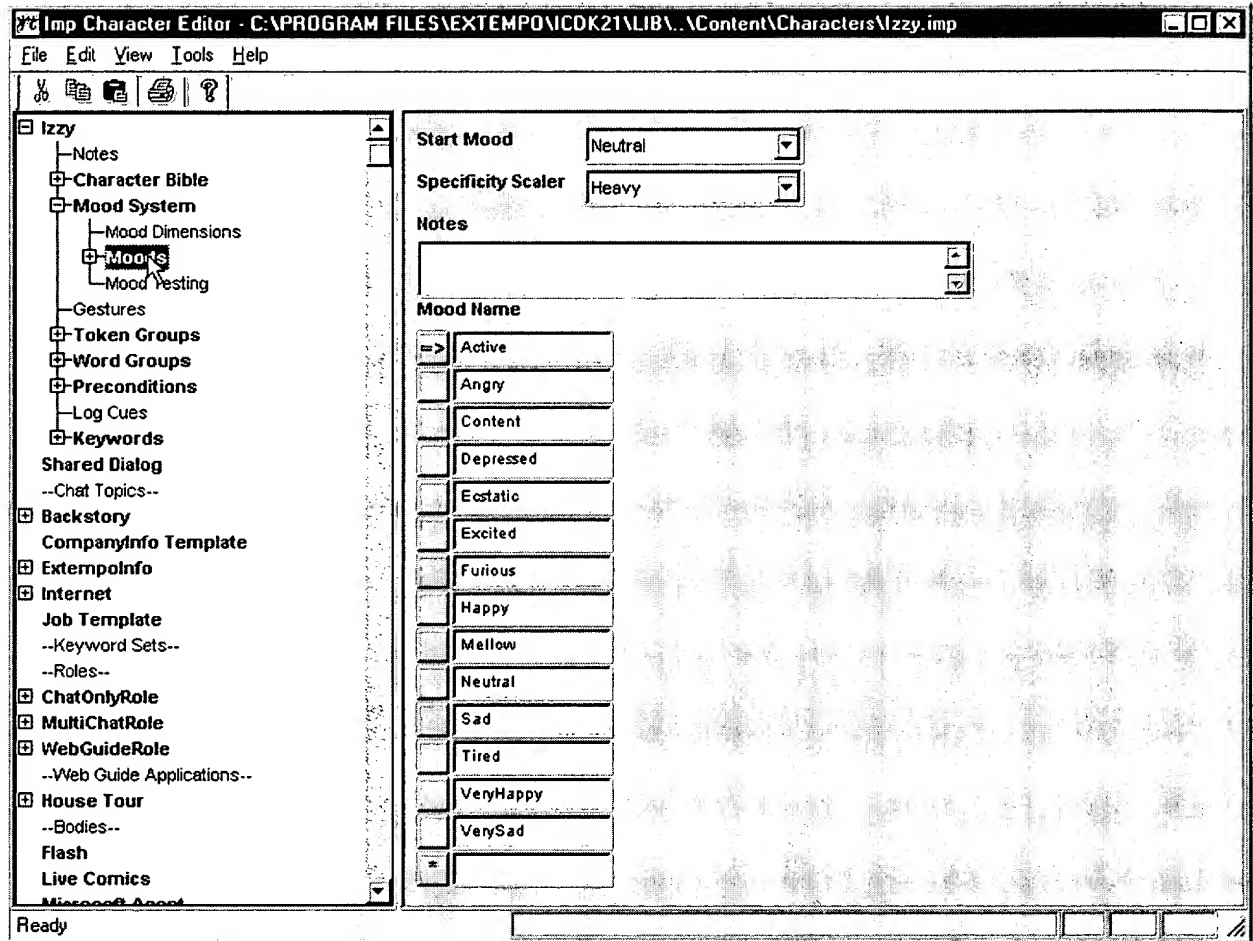 Imp Character Editor - C:\PROGRAM FILES\EXTEMPO\ICDK21\LIB\..\Content\Characters\Izzy.imp
File Edit View Tools Help
Izzy
Notes
Character Bible
Mood System
Mood Dimensions
Moods
Mood Testing
Gestures
Token Groups
Word Groups
Preconditions
Log Cues
Keywords
Shared Dialog
--Chat Topics--
Backstory
CompanyInfo Template
ExtempoInfo
Internet
Job Template
--Keyword Sets--
--Roles--
ChatOnlyRole
MultiChatRole
WebGuideRole
--Web Guide Applications--
House Tour
--Bodies--
Flash
Live Comics
Microsoft Agent
Start Mood Neutral
Specificity Scaler Heavy
Notes
Mood Name
=> Active
Angry
Content
Depressed
Ecstatic
Excited
Furious
Happy
Mellow
Neutral
Sad
Tired
VeryHappy
VerySad
*
Ready